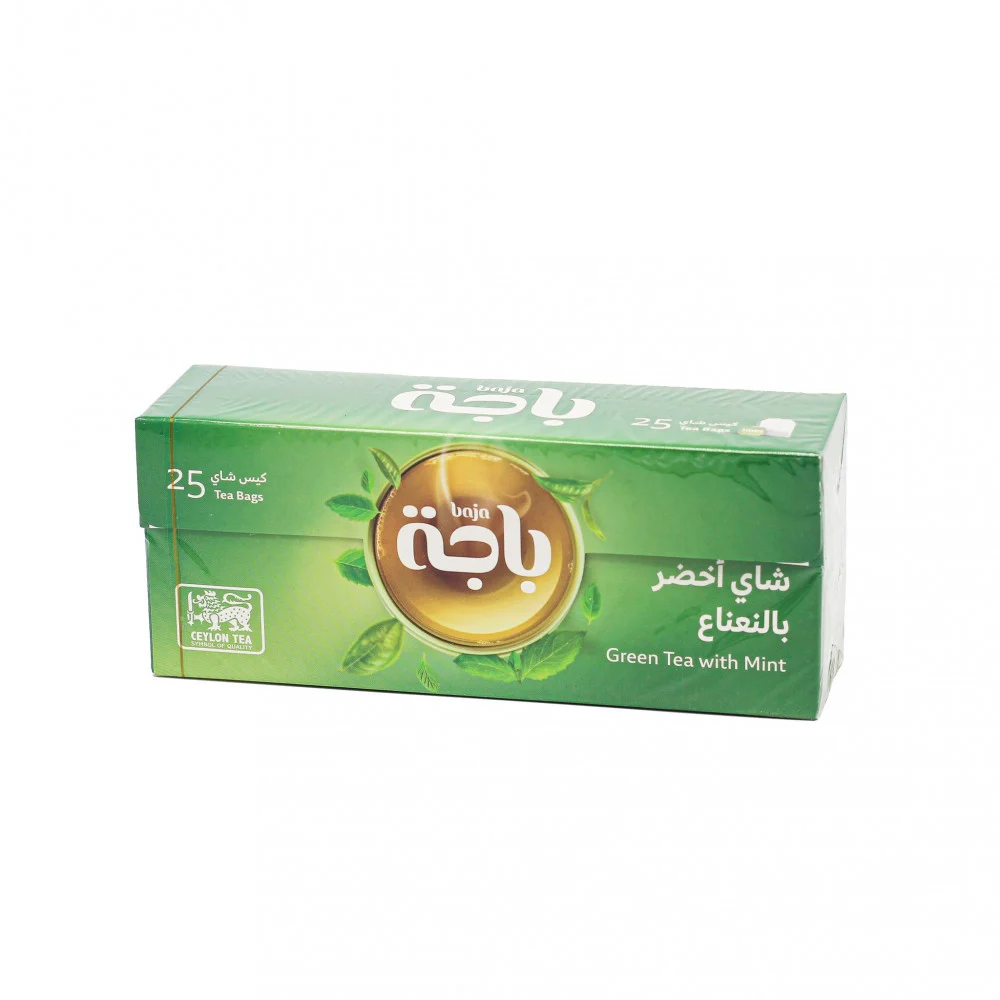 baja
باجة
25
كيس شاي
Tea Bags
25
كيس شاي
Tea Bags
baja
باجة
شاي أخضر
بالنعناع
Green Tea with Mint
CEYLON TEA
SYMBOL OF QUALITY